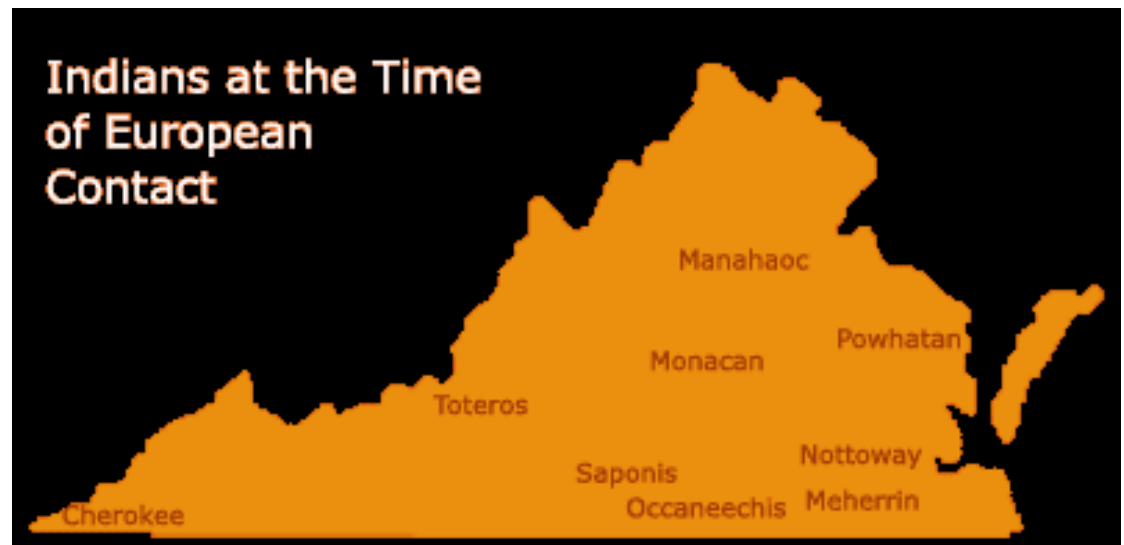 Indians at the Time
of European
Contact
Manahaoc
Powhatan
Monacan
Toteros
Nottoway
Saponis
Meherrin
Occaneechis
Cherokee